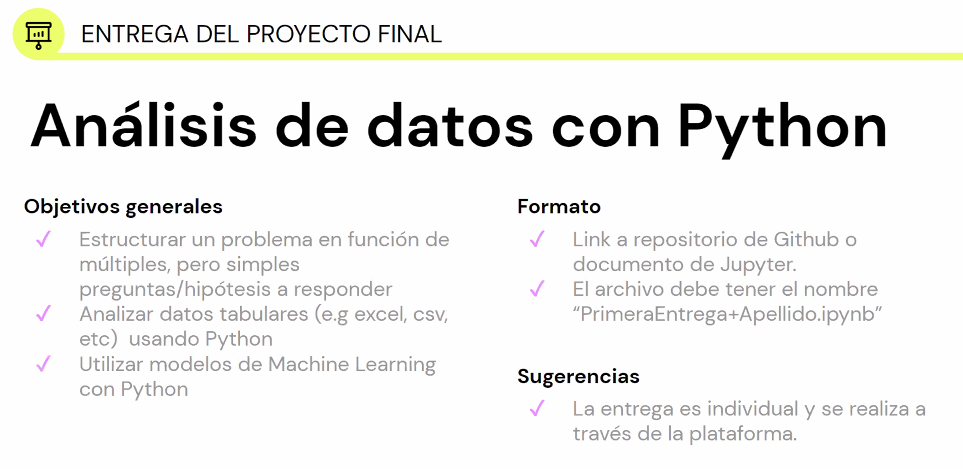 ENTREGA DEL PROYECTO FINAL
Análisis de datos con Python
Objetivos generales
✓ Estructurar un problema en función de
múltiples, pero simples
preguntas/hipótesis a responder
✓ Analizar datos tabulares (e.g excel, csv,
etc)  usando Python
✓ Utilizar modelos de Machine Learning
con Python
Formato
✓ Link a repositorio de Github o
documento de Jupyter.
✓ El archivo debe tener el nombre
“PrimeraEntrega+Apellido.ipynb”
Sugerencias
✓ La entrega es individual y se realiza a
través de la plataforma.